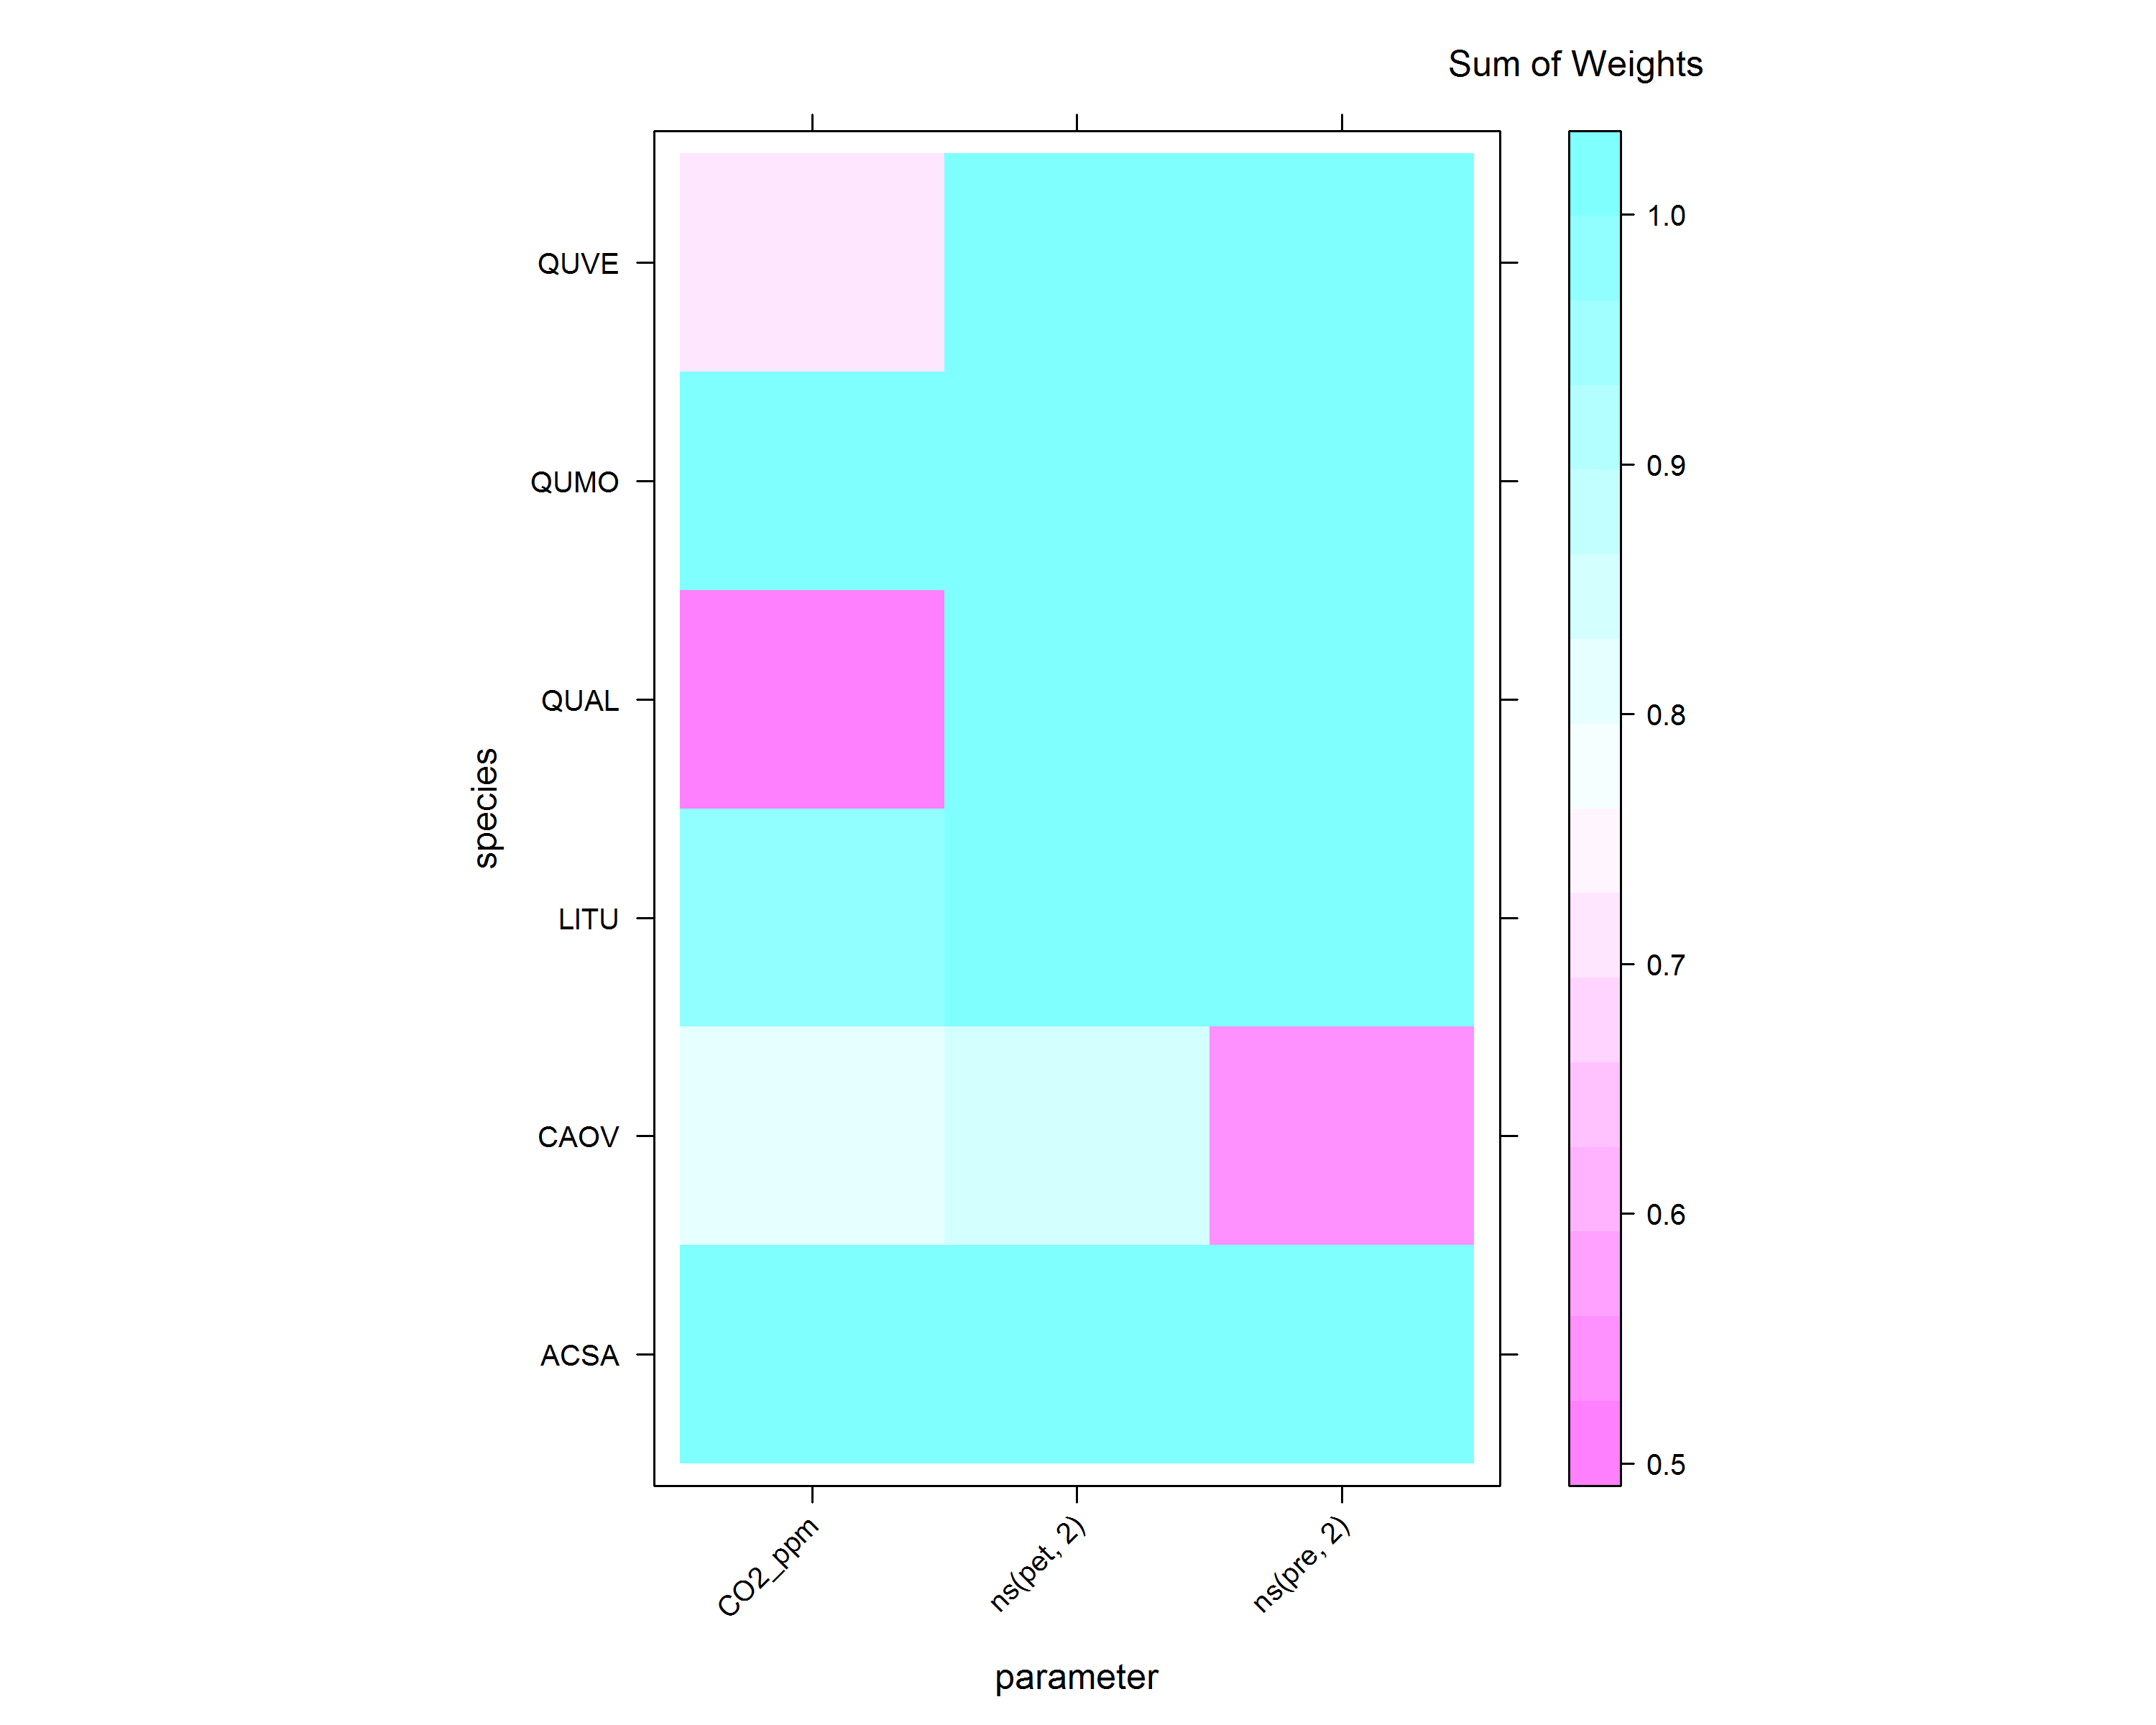 Sum of Weights
QUVE
QUMO
QUAL
LITU
CAOV
ACSA
species
CO2_ppm
ns(pet, 2)
ns(pre, 2)
parameter
1.0
0.9
0.8
0.7
0.6
0.5